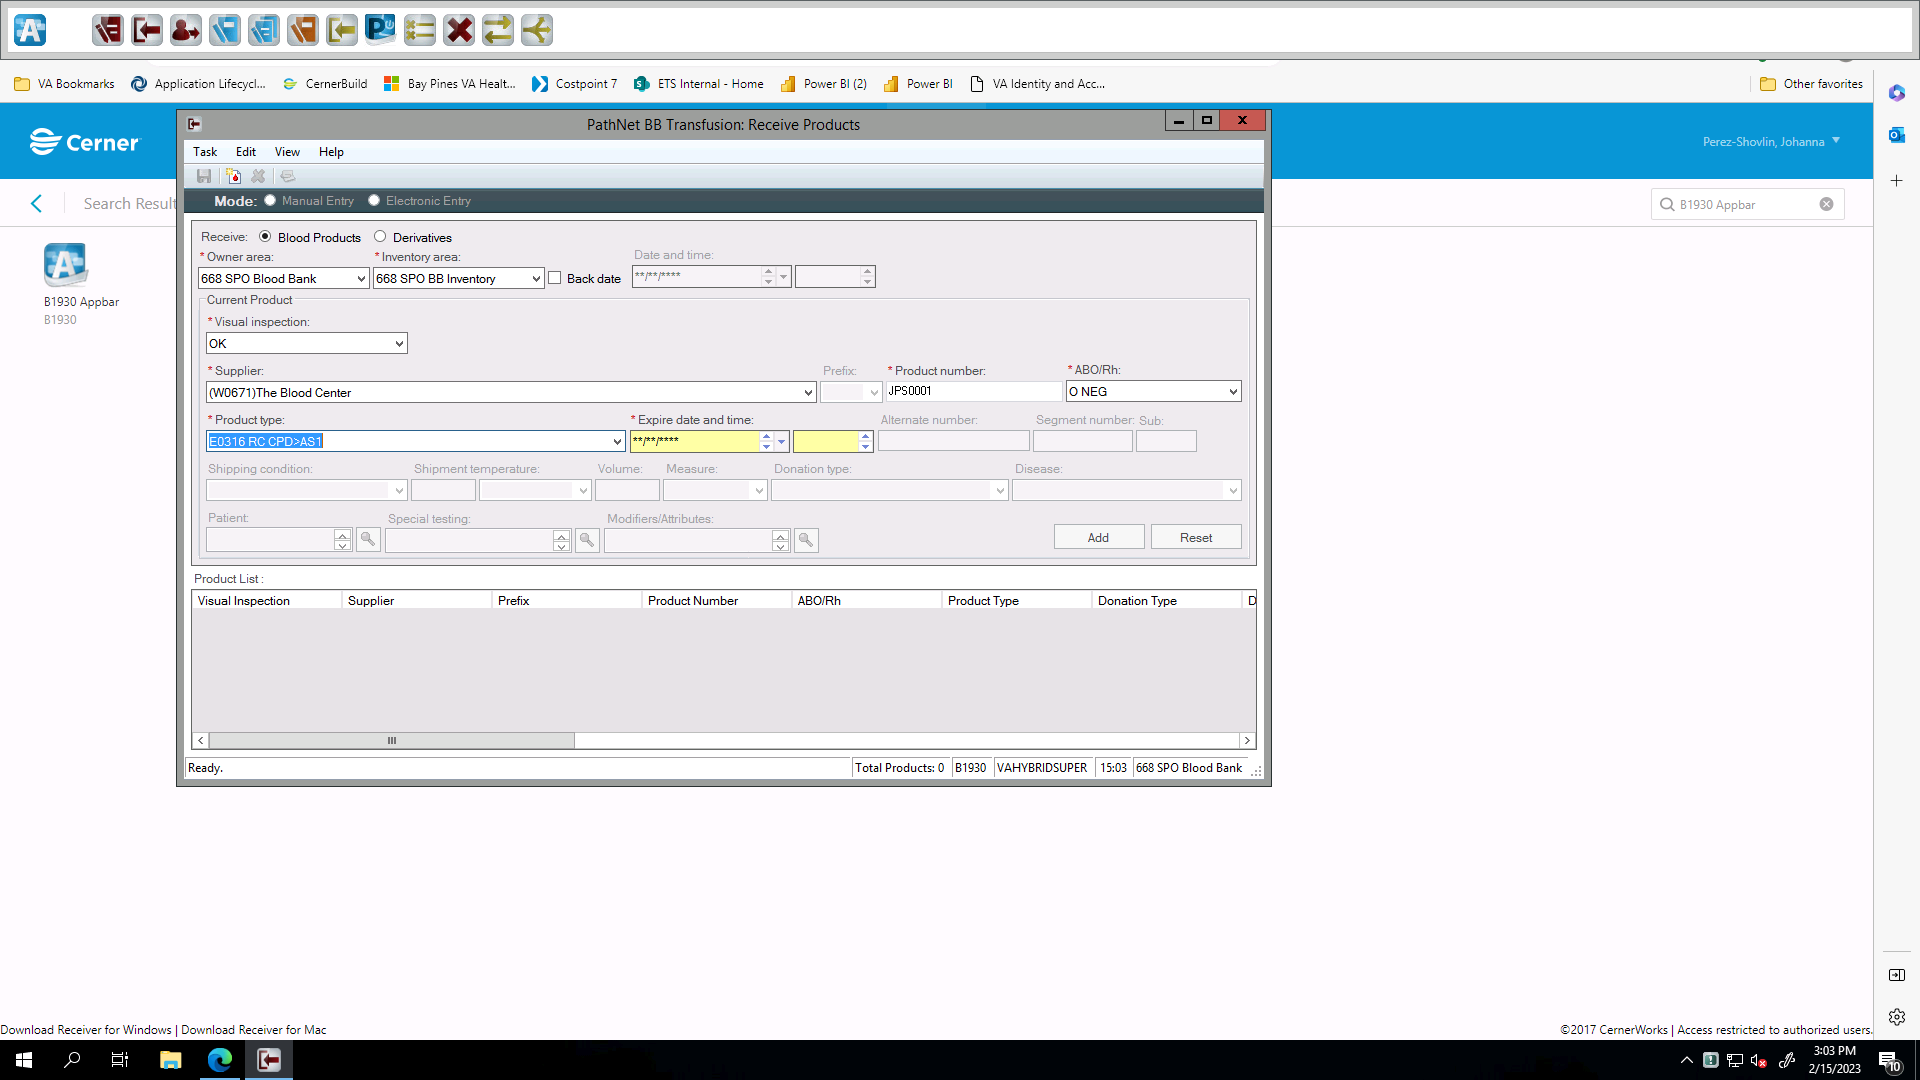 VA Bookmarks
Application Lifecycl...
CernerBuild
Bay Pines VA Healt...
Costpoint 7
ETS Internal - Home
Power BI (2)
Power BI
VA Identity and Acc...
Other favorites
Cerner
Perez-Shovlin, Johanna
Search Result
B1930 Appbar
B1930 Appbar
B1930
PathNet BB Transfusion: Receive Products
Task Edit View Help
Mode: Manual Entry Electronic Entry
Receive: Blood Products Derivatives
*Owner area: *Inventory area: Date and time:
668 SPO Blood Bank 668 SPO BB Inventory Back date **/**/****
Current Product
*Visual inspection:
OK
*Supplier: Prefix: *Product number: *ABO/Rh:
(W0671)The Blood Center JPS0001 O NEG
*Product type: *Expire date and time: Alternate number: Segment number: Sub:
E0316 RC CPD>AS1 **/**/****
Shipping condition: Shipment temperature: Volume: Measure: Donation type: Disease:
Patient: Special testing: Modifiers/Attributes:
Add Reset
Product List :
Visual Inspection Supplier Prefix Product Number ABO/Rh Product Type Donation Type D
Ready. Total Products: 0 B1930 VAHYBRIDSUPER 15:03 668 SPO Blood Bank
Download Receiver for Windows | Download Receiver for Mac
©2017 CernerWorks | Access restricted to authorized users.
3:03 PM
2/15/2023
10